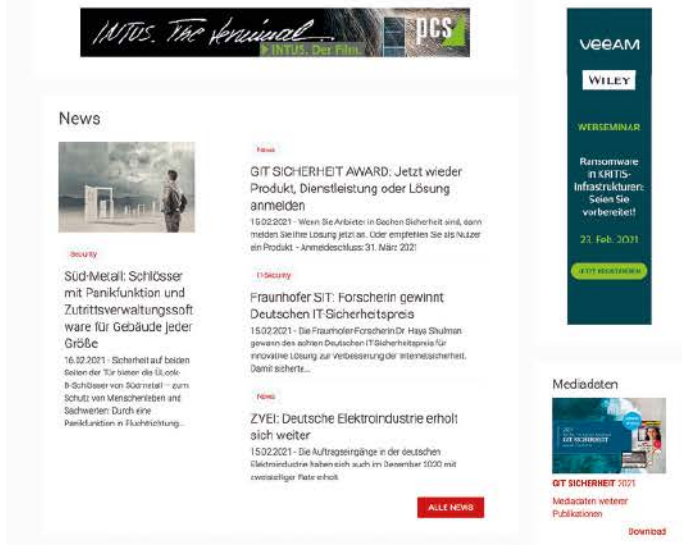 INTUS. The terminal.
INTUS. Der Film.
pcs
News
Security
Süd-Metall: Schlösser
mit Panikfunktion und
Zutrittsverwaltungssoft
ware für Gebäude jeder
Größe
16.02.2021 - Sicherheit auf beiden
Seiten der Tür bieten die ÜLock-
B-Schlösser von Südmetall – zum
Schutz von Menschenleben und
Sachwerten: Durch eine
Panikfunktion in Fluchtrichtung...
News
GIT SICHERHEIT AWARD: Jetzt wieder
Produkt, Dienstleistung oder Lösung
anmelden
15.02.2021 - Wenn Sie Anbieter in Sachen Sicherheit sind, dann
melden Sie Ihre Lösung jetzt an. Oder empfehlen Sie als Nutzer
ein Produkt. - Anmeldeschluss: 31. März 2021
IT-Security
Fraunhofer SIT: Forscherin gewinnt
Deutschen IT-Sicherheitspreis
15.02.2021 - Die Fraunhofer-Forscherin Dr. Haya Shulman
gewann den achten Deutschen IT-Sicherheitspreis für
innovative Lösung zur Verbesserung der Internetsicherheit.
Damit sicherte...
News
ZVEI: Deutsche Elektroindustrie erholt
sich weiter
15.02.2021 - Die Auftragseingänge in der deutschen
Elektroindustrie haben sich auch im Dezember 2020 mit
zweistelliger Rate erholt.
ALLE NEWS
VEEAM
WILEY
WEBSEMINAR
Ransomware
in KRITIS-
Infrastrukturen:
Seien Sie
vorbereitet!
23. Feb. 2021
JETZT REGISTRIEREN
Mediadaten
GIT SICHERHEIT
GIT SICHERHEIT 2021
Mediadaten weiterer
Publikationen
Download